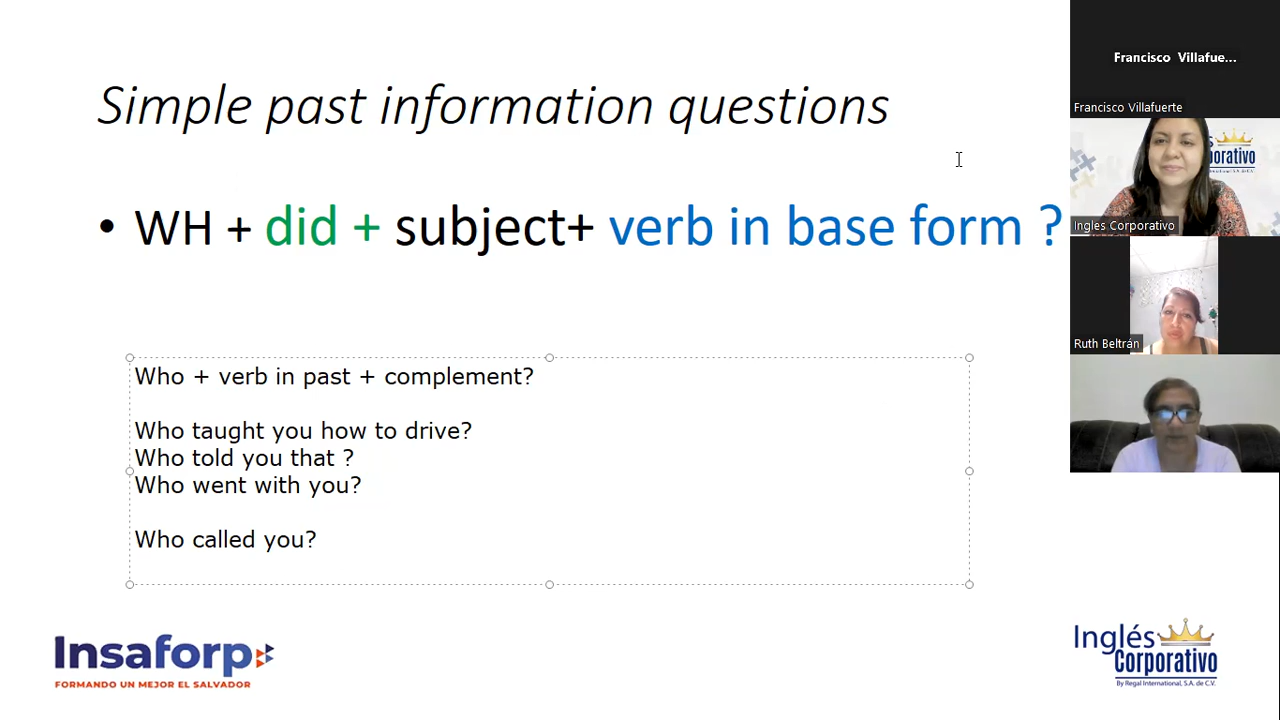 Simple past information questions
• WH + did + subject+ verb in base form ?
Who + verb in past + complement?
Who taught you how to drive?
Who told you that ?
Who went with you?
Who called you?
Insaforp
FORMANDO UN MEJOR EL SALVADOR
Francisco Villafue...
Francisco Villafuerte
Corporativo
Ingles Corporativo
Ruth Beltrán
Inglés
Corporativo
By Regal International, S.A. de C.V.